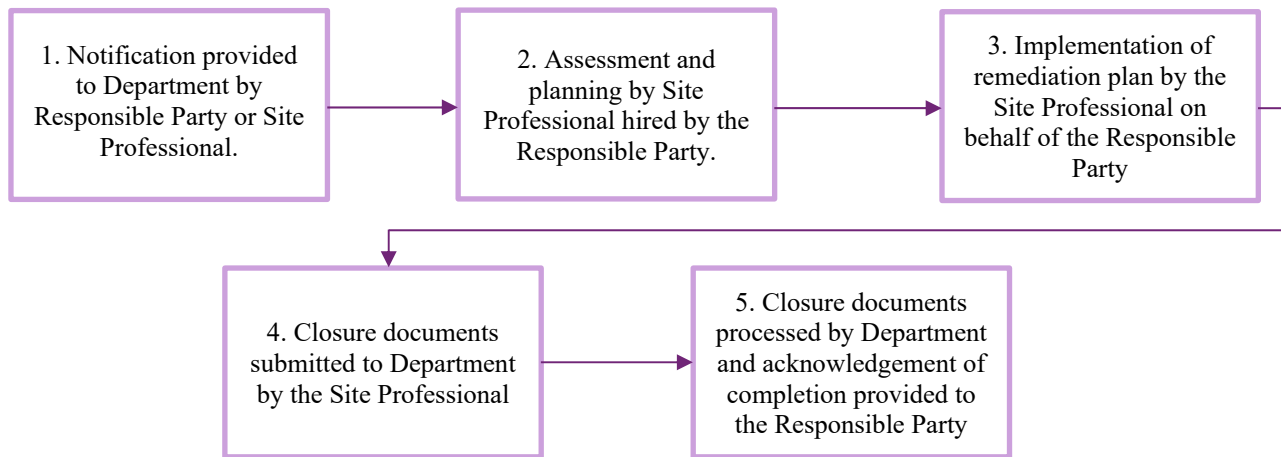 1. Notification provided
to Department by
Responsible Party or Site
Professional.
2. Assessment and
planning by Site
Professional hired by the
Responsible Party.
3. Implementation of
remediation plan by the
Site Professional on
behalf of the Responsible
Party
4. Closure documents
submitted to Department
by the Site Professional
5. Closure documents
processed by Department
and acknowledgement of
completion provided to
the Responsible Party